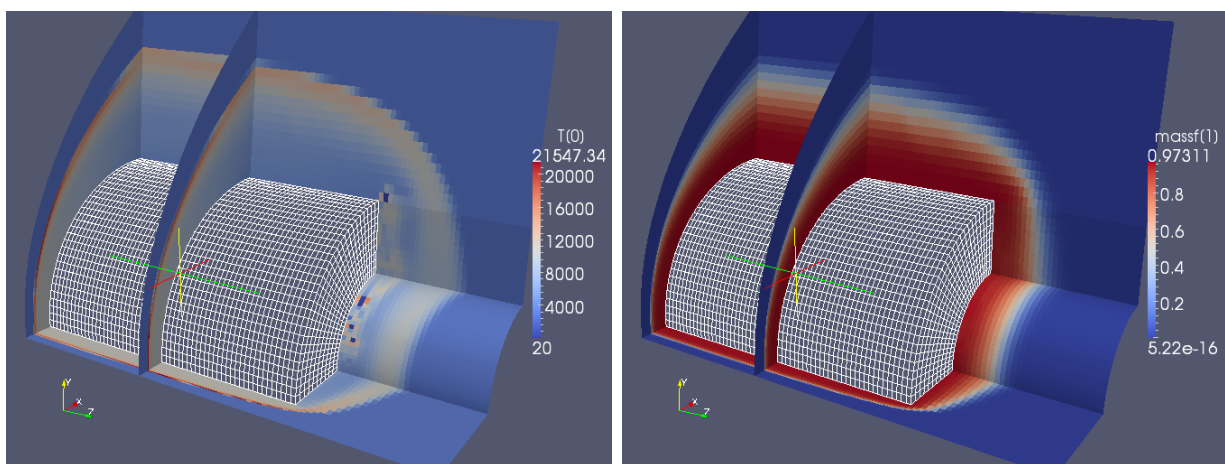 T(0)
21547.34
20000
16000
12000
8000
4000
20
Y
X
Z
massf(1)
0.97311
0.8
0.6
0.4
0.2
5.22e-16
Y
X
Z